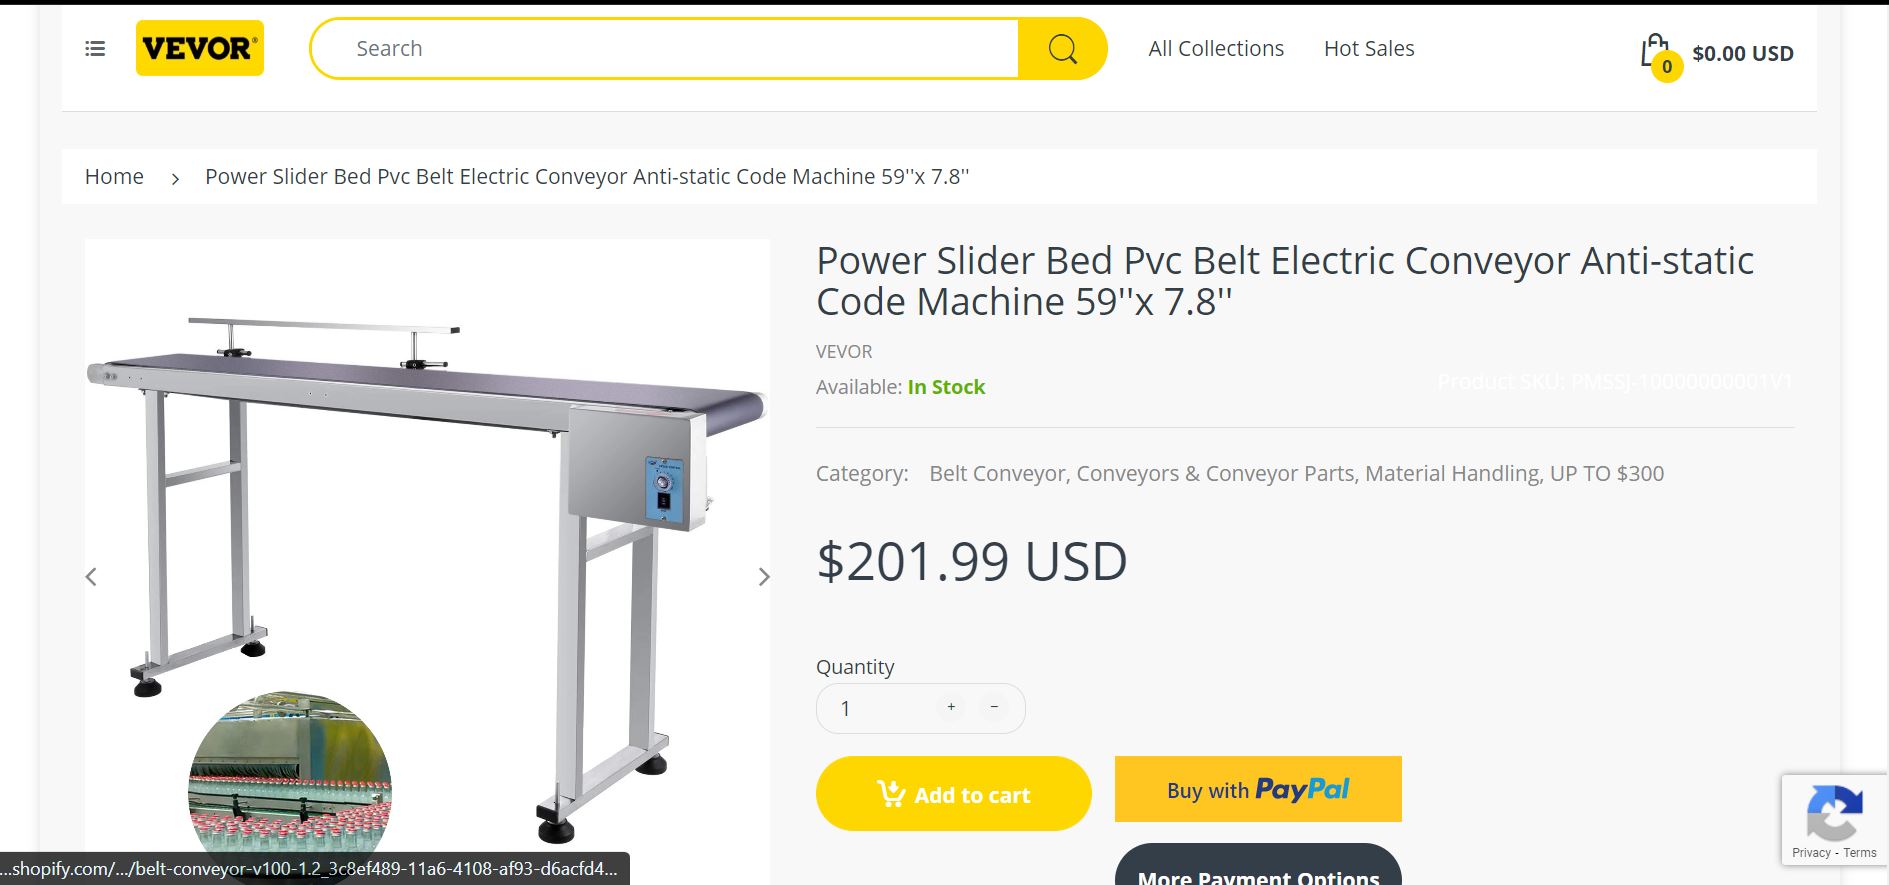 VEVOR®
Search
All Collections
Hot Sales
0
$0.00 USD
Home > Power Slider Bed Pvc Belt Electric Conveyor Anti-static Code Machine 59''x 7.8''
Power Slider Bed Pvc Belt Electric Conveyor Anti-static
Code Machine 59''x 7.8''
VEVOR
Available: In Stock
Product SKU: PMSSJ-10000000001V1
Category: Belt Conveyor, Conveyors & Conveyor Parts, Material Handling, UP TO $300
$201.99 USD
Quantity
1 + −
Add to cart
Buy with PayPal
More Payment Options
Privacy - Terms
...shopify.com/.../belt-conveyor-v100-1.2_3c8ef489-11a6-4108-af93-d6acfd4...